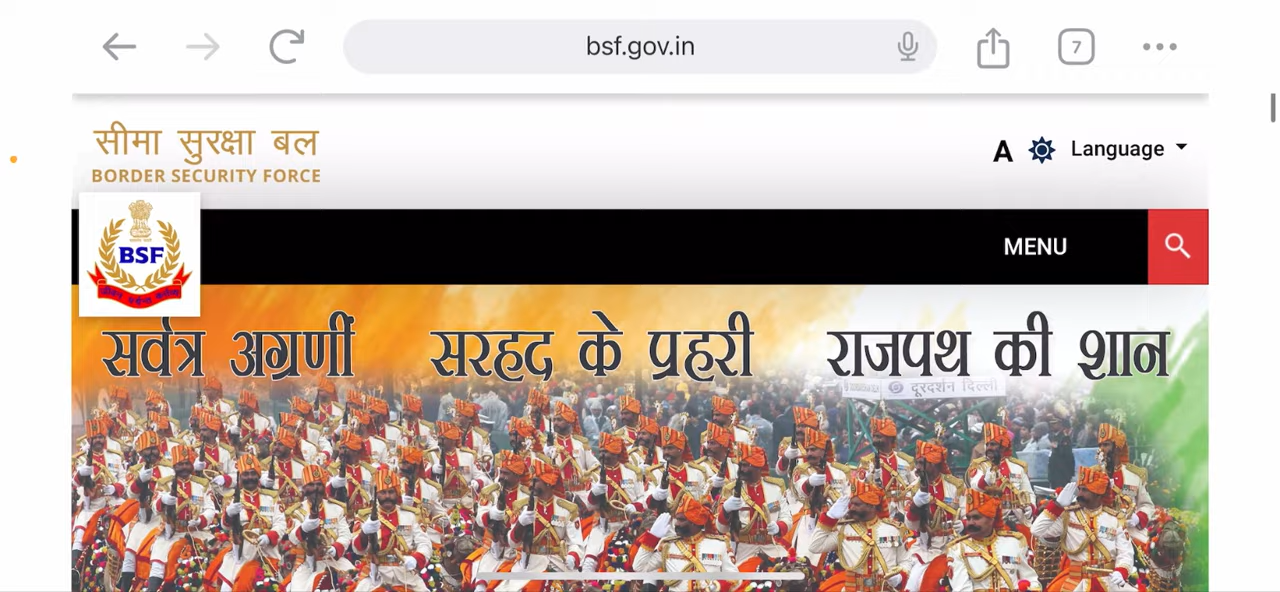 bsf.gov.in
7
सीमा सुरक्षा बल
BORDER SECURITY FORCE
A
Language
BSF
MENU
सर्वत्र अग्रणीं सरहद के प्रहरी राजपथ की शान
दूरदर्शन दिल्ली